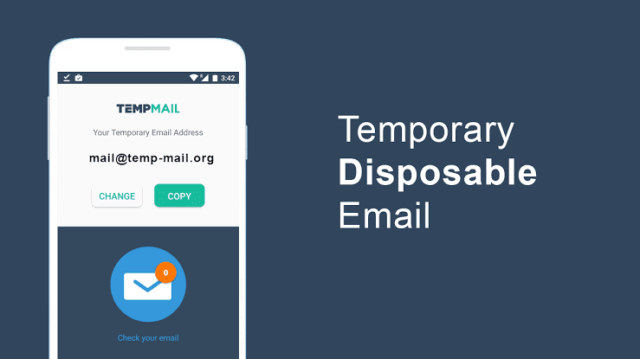 3:42
TEMPMAIL
Your Temporary Email Address
mail@temp-mail.org
CHANGE
COPY
0
Check your email
Temporary
Disposable
Email